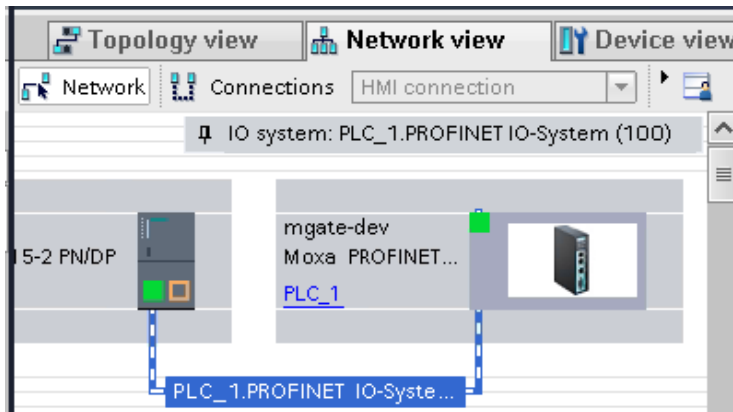 Topology view
Network view
Device view
Network
Connections
HMI connection
IO system: PLC_1.PROFINET IO-System (100)
15-2 PN/DP
mgate-dev
Moxa PROFINET...
PLC_1
PLC_1.PROFINET IO-Syste...